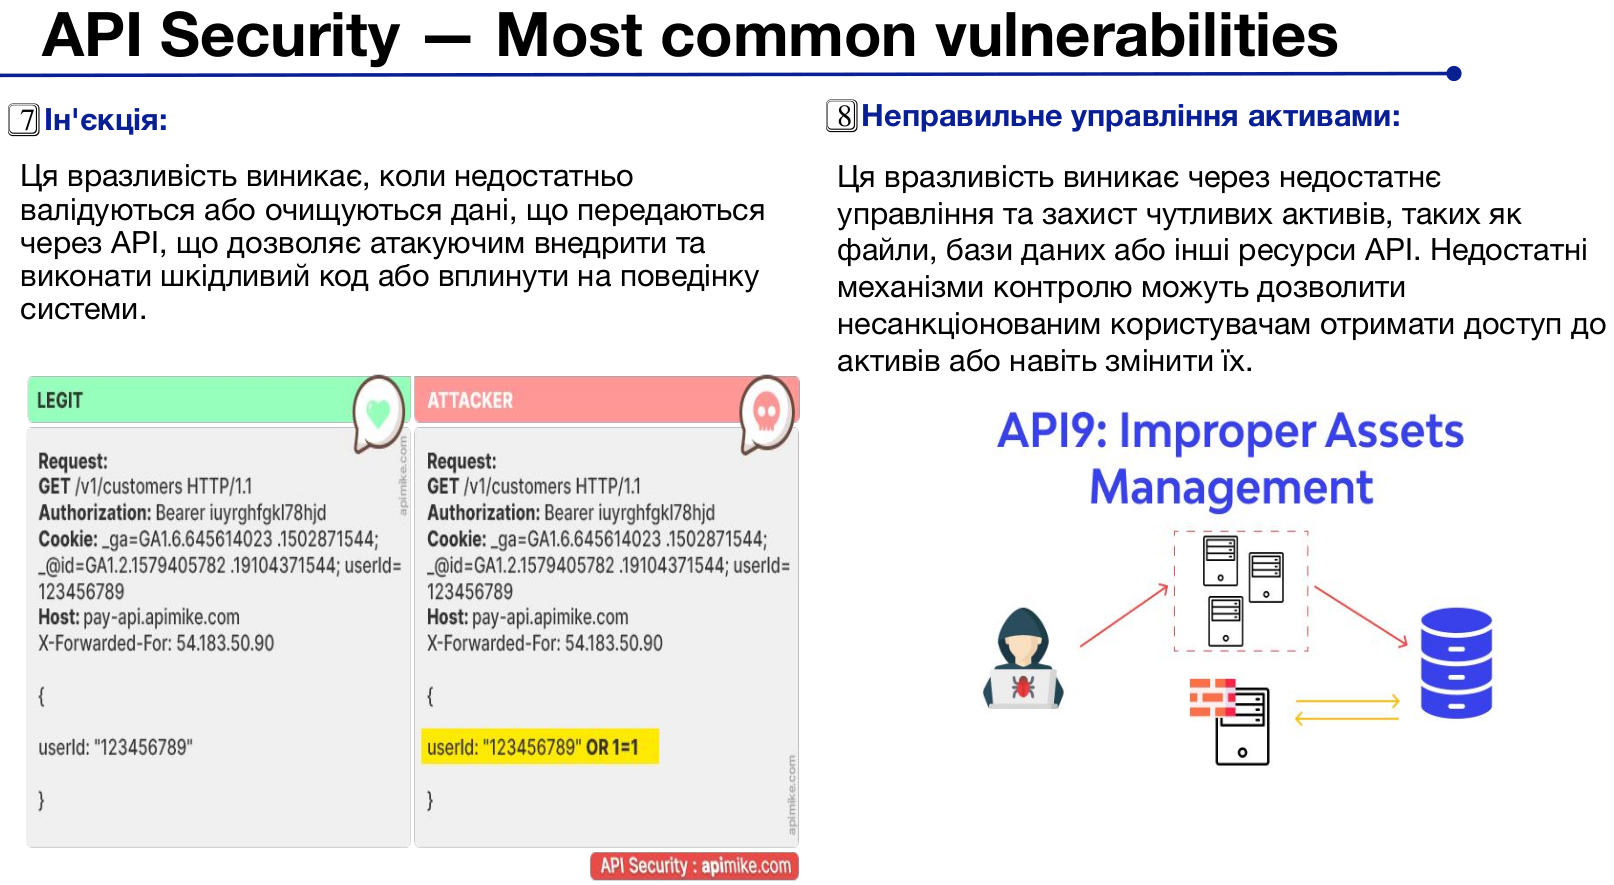 API Security — Most common vulnerabilities
7 Ін'єкція:
Ця вразливість виникає, коли недостатньо
валідуються або очищуються дані, що передаються
через API, що дозволяє атакуючим внедрити та
виконати шкідливий код або вплинути на поведінку
системи.
LEGIT
apimike.com
Request:
GET /v1/customers HTTP/1.1
Authorization: Bearer iuyrghfgkl78hjd
Cookie: _ga=GA1.6.645614023 .1502871544;
_@id=GA1.2.1579405782 .19104371544; userId=
123456789
Host: pay-api.apimike.com
X-Forwarded-For: 54.183.50.90
{
userId: "123456789"
}
ATTACKER
Request:
GET /v1/customers HTTP/1.1
Authorization: Bearer iuyrghfgkl78hjd
Cookie: _ga=GA1.6.645614023 .1502871544;
_@id=GA1.2.1579405782 .19104371544; userId=
123456789
Host: pay-api.apimike.com
X-Forwarded-For: 54.183.50.90
{
userId: "123456789" OR 1=1
}
apimike.com
API Security : apimike.com
8 Неправильне управління активами:
Ця вразливість виникає через недостатнє
управління та захист чутливих активів, таких як
файли, бази даних або інші ресурси API. Недостатні
механізми контролю можуть дозволити
несанкціонованим користувачам отримати доступ до
активів або навіть змінити їх.
API9: Improper Assets
Management